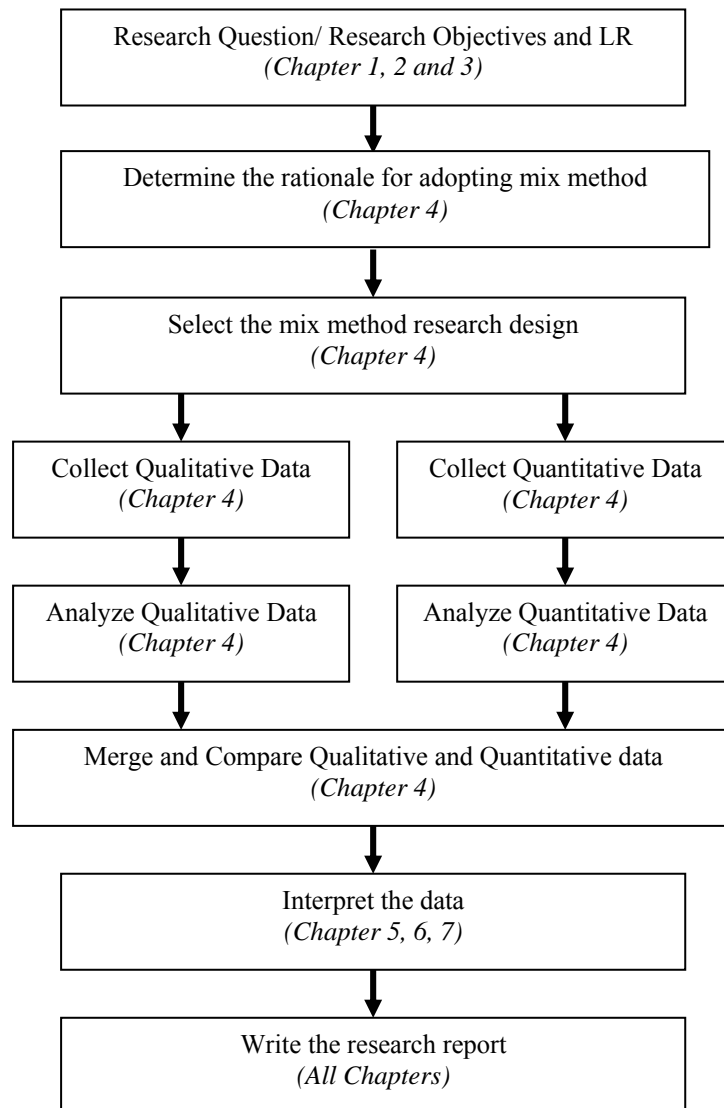 Research Question/ Research Objectives and LR
(Chapter 1, 2 and 3)
Determine the rationale for adopting mix method
(Chapter 4)
Select the mix method research design
(Chapter 4)
Collect Qualitative Data
(Chapter 4)
Collect Quantitative Data
(Chapter 4)
Analyze Qualitative Data
(Chapter 4)
Analyze Quantitative Data
(Chapter 4)
Merge and Compare Qualitative and Quantitative data
(Chapter 4)
Interpret the data
(Chapter 5, 6, 7)
Write the research report
(All Chapters)